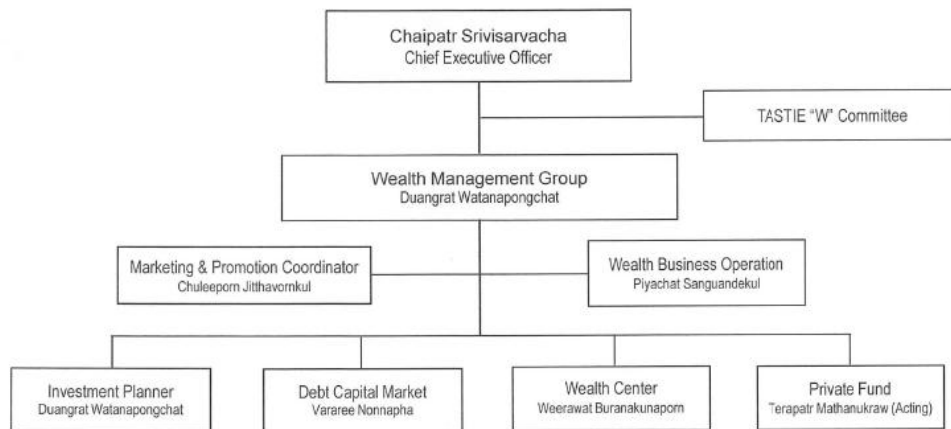 Chaipatr Srivisarvacha
Chief Executive Officer
TASTIE “W” Committee
Wealth Management Group
Duangrat Watanapongchat
Marketing & Promotion Coordinator
Chuleeporn Jitthavornkul
Wealth Business Operation
Piyachat Sanguandekul
Investment Planner
Duangrat Watanapongchat
Debt Capital Market
Vararee Nonnapha
Wealth Center
Weerawat Buranakunaporn
Private Fund
Terapatr Mathanukraw (Acting)